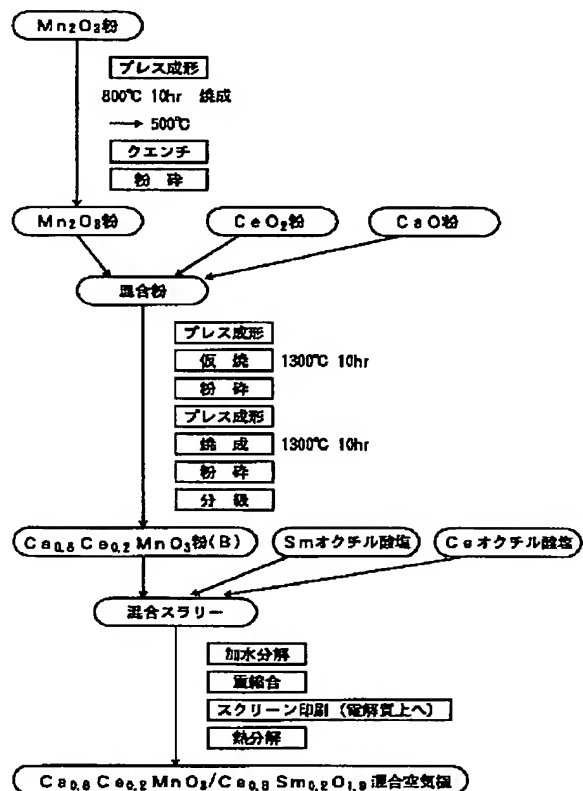 Mn₂O₃粉
プレス成形
800℃ 10hr 焼成
→ 500℃
クエンチ
粉 砕
Mn₂O₃粉 CeO₂粉 CaO粉
混合粉
プレス成形
仮 焼 1300℃ 10hr
粉 砕
プレス成形
焼 成 1300℃ 10hr
粉 砕
分 級
Ca₀.₈Ce₀.₂MnO₃粉(B) Smオクチル酸塩 Ceオクチル酸塩
混合スラリー
加水分解
重縮合
スクリーン印刷(電解質上へ)
熱分解
Ca₀.₈Ce₀.₂MnO₃/Ce₀.₈Sm₀.₂O₁.₉混合空気極